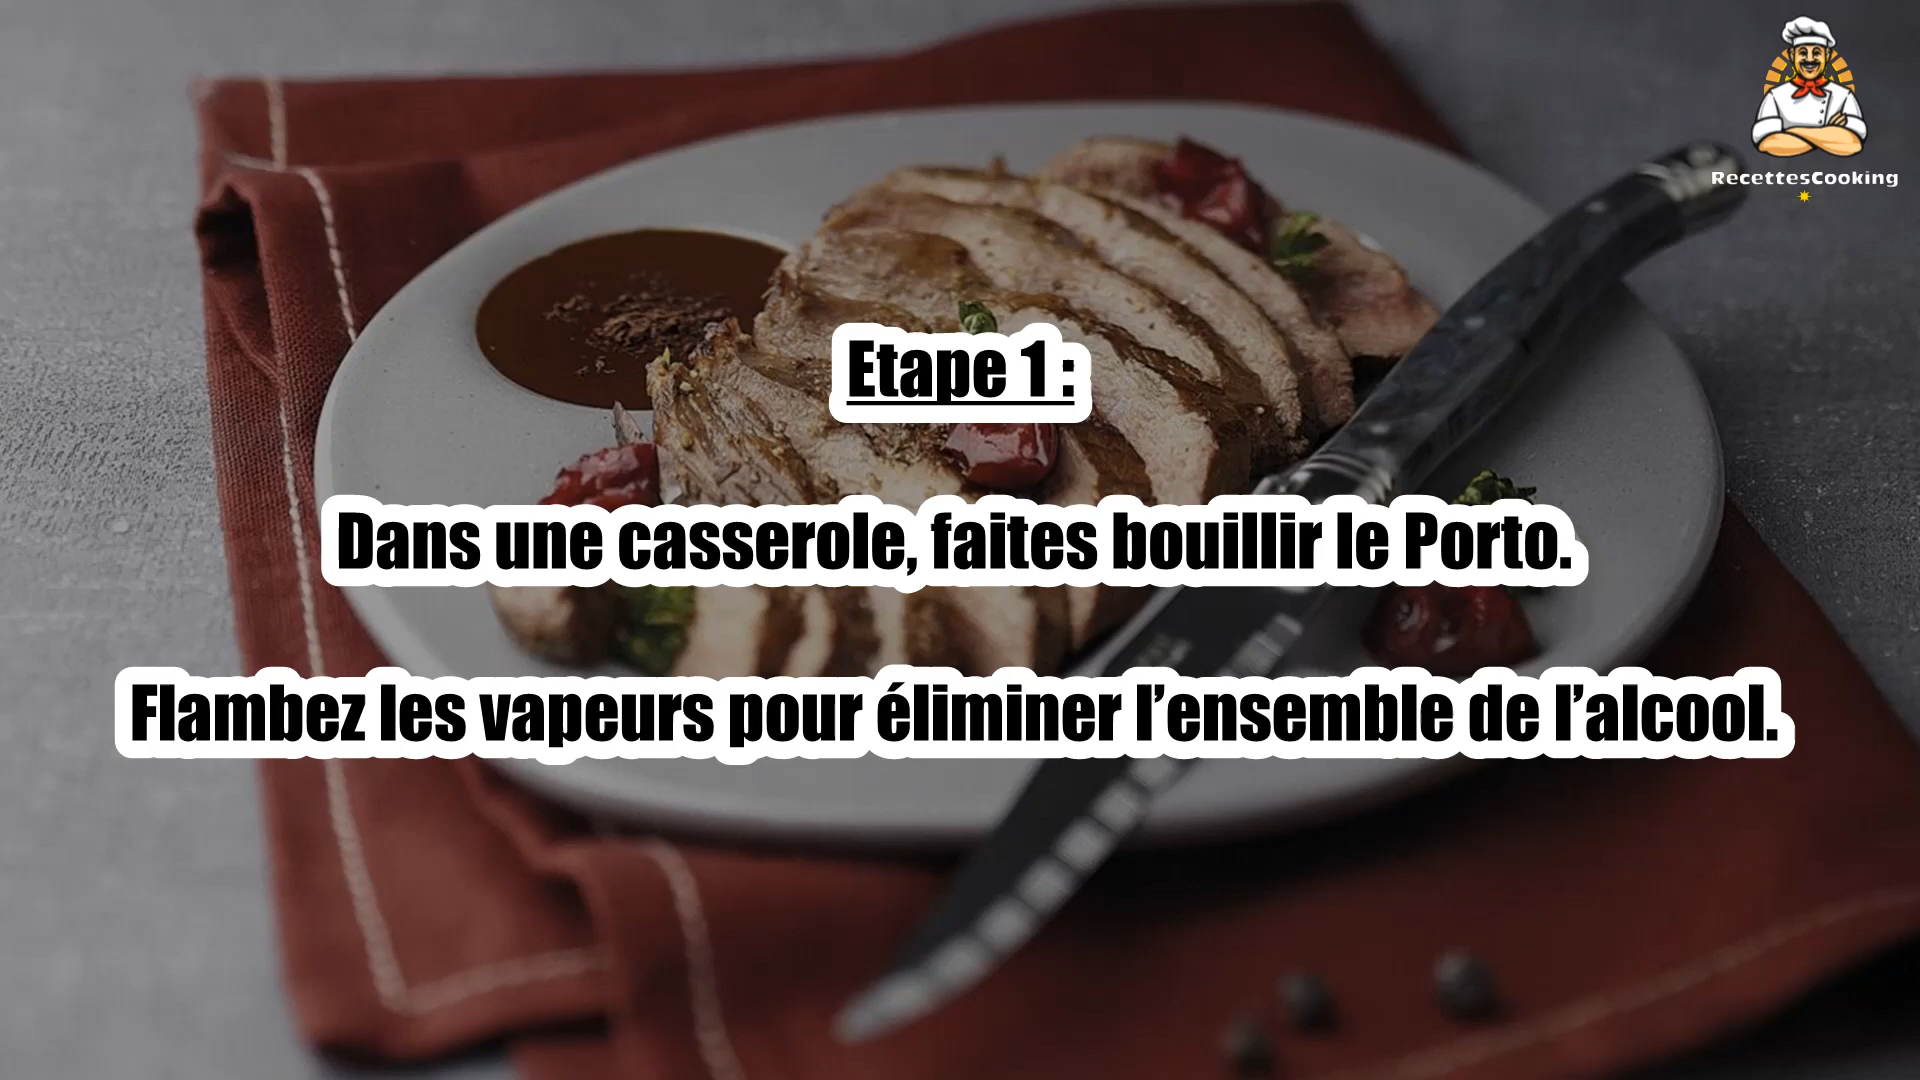 RecettesCooking
Etape 1 :
Dans une casserole, faites bouillir le Porto.
Flambez les vapeurs pour éliminer l’ensemble de l’alcool.